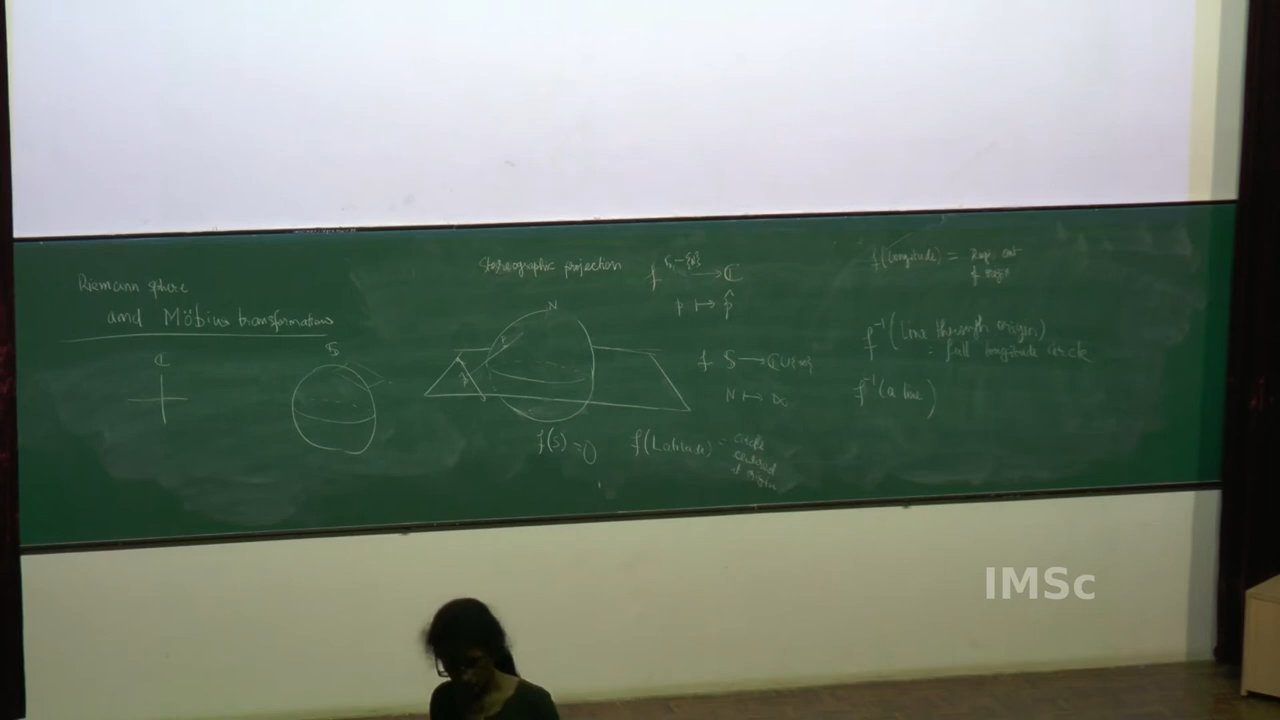 Riemann sphere
and Möbius transformations
ℂ
S
Stereographic projection
N
p
p̂
f S-{N} → ℂ
p ↦ p̂
f S → ℂ∪{∞}
N ↦ ∞
f(S) = 0
f(Latitude) = circle
centred
at origin
f(Longitude) = Rays out
of origin
f⁻¹(Line through origin)
= full longitude circle
f⁻¹(a line)
IMSc